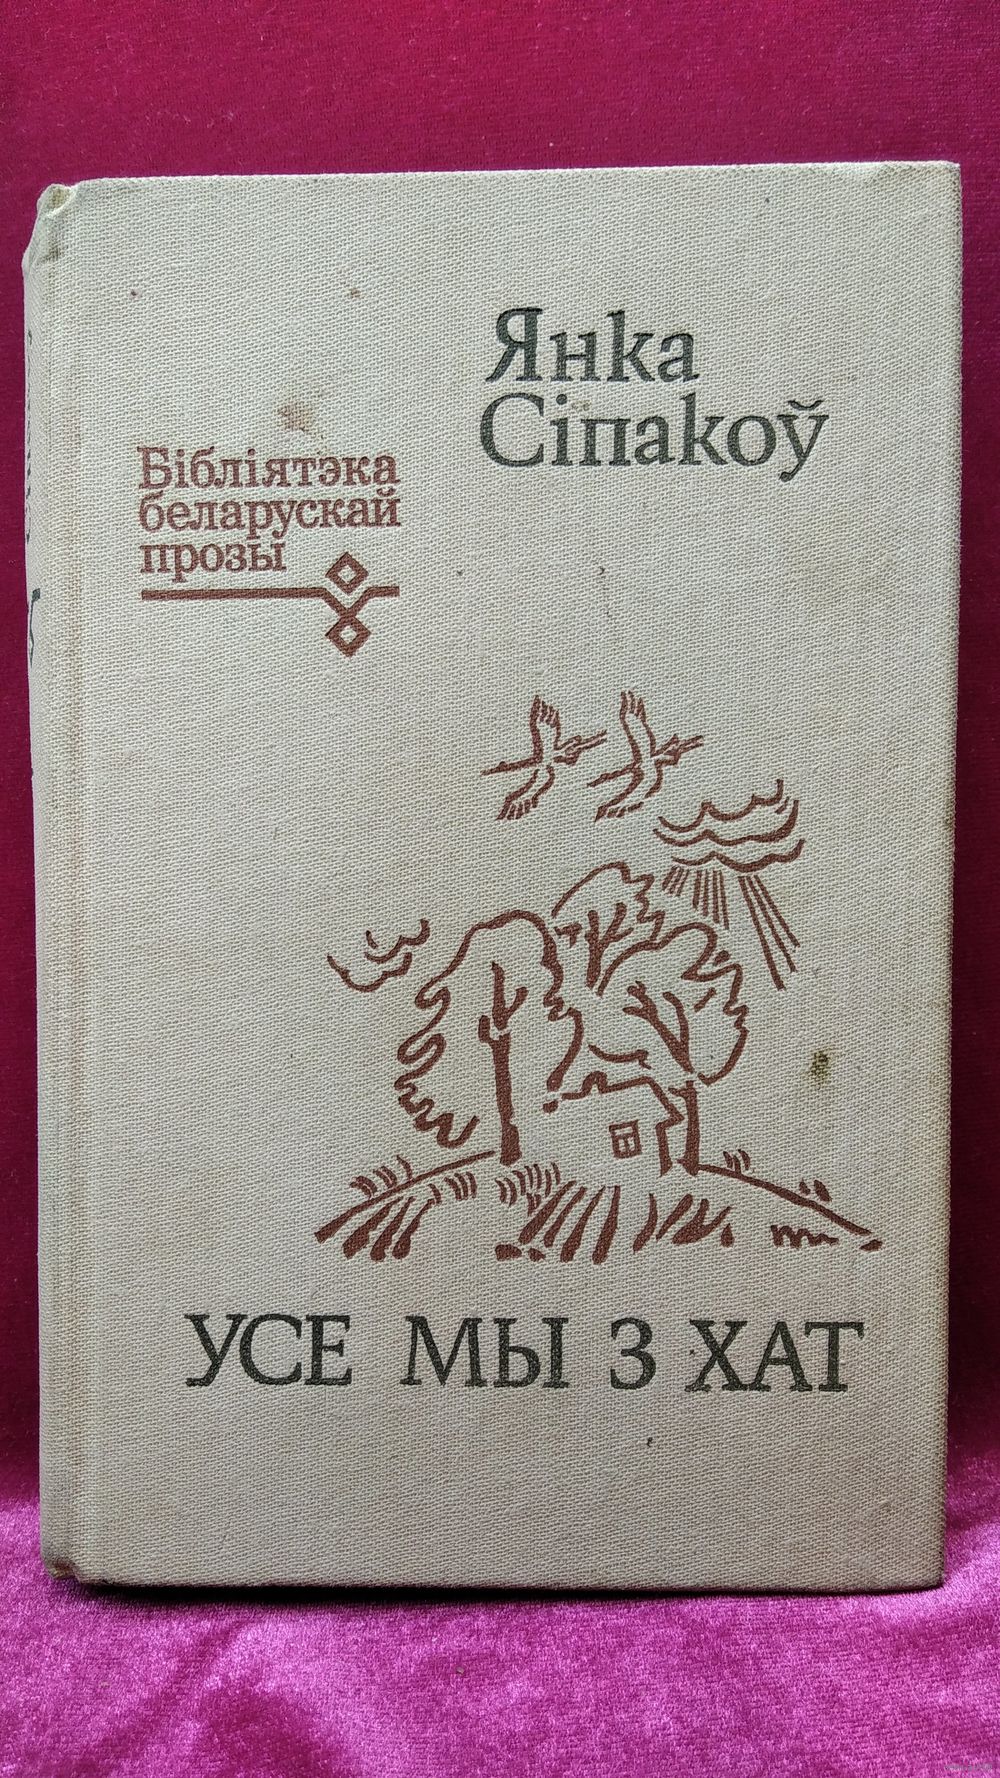 Янка
Сіпакоў
Бібліятэка
беларускай
прозы
УСЕ МЫ З ХАТ